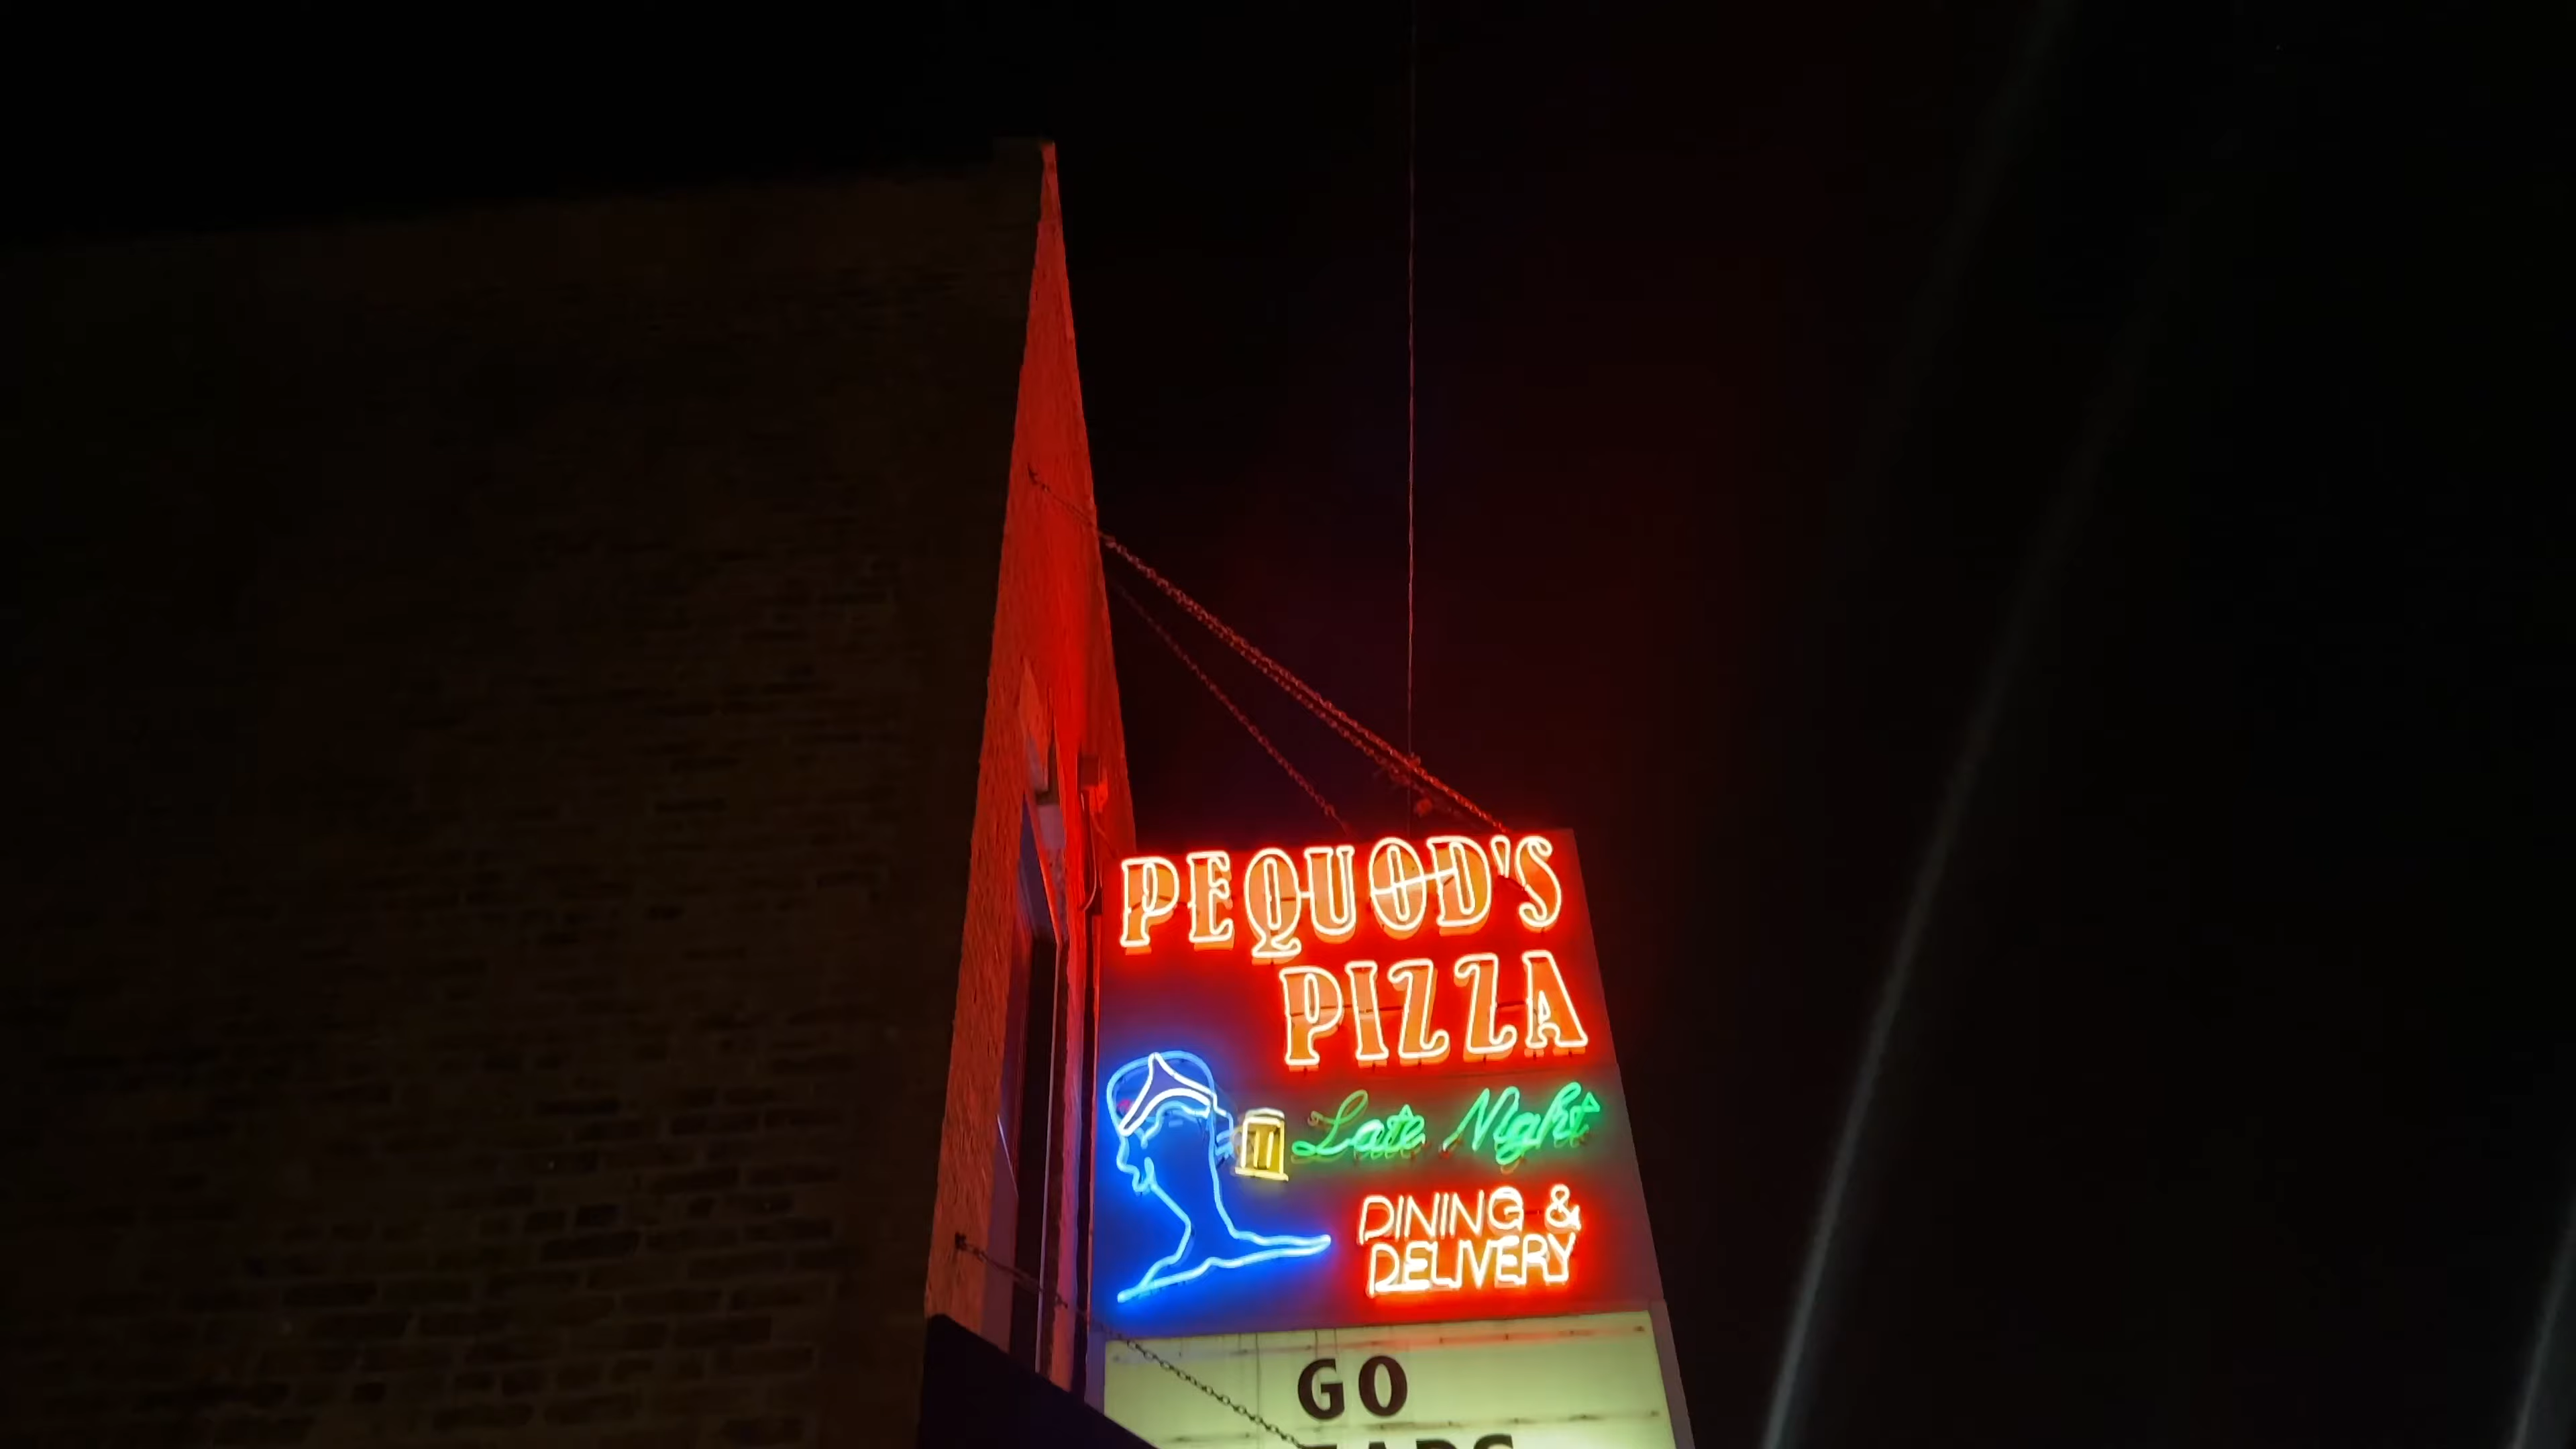 PEQUOD'S
PIZZA
Late Night
DINING &
DELIVERY
GO